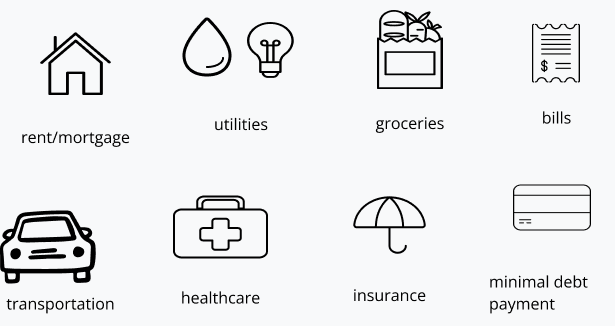 rent/mortgage
utilities
groceries
$
bills
transportation
healthcare
insurance
minimal debt
payment